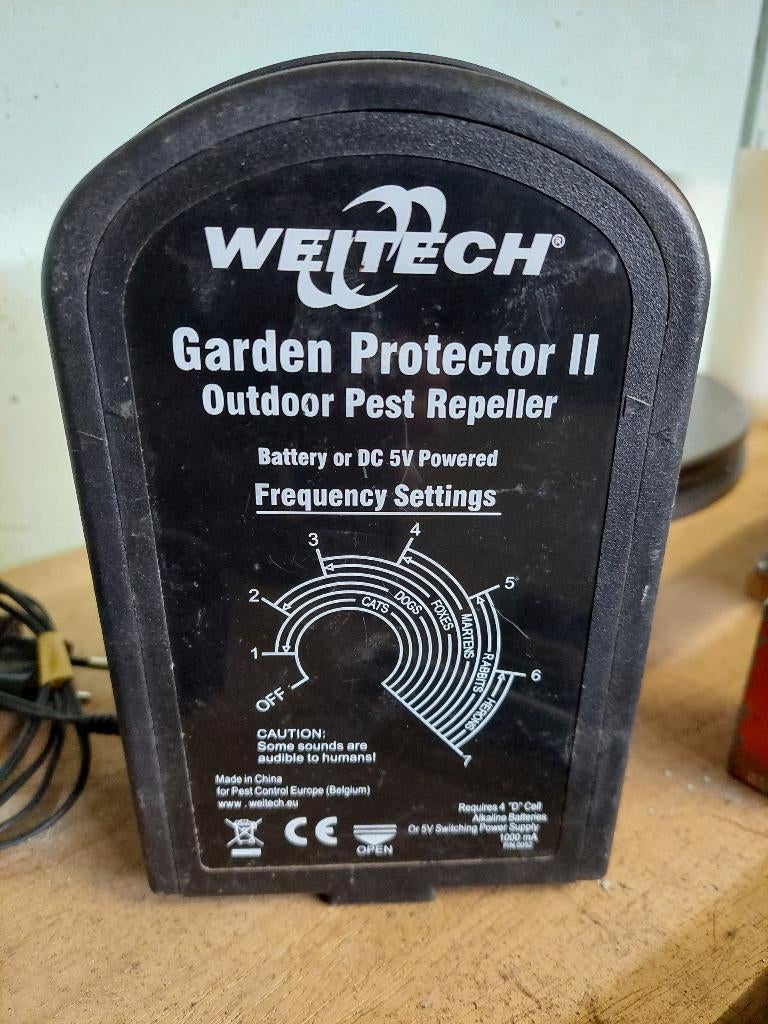 WEITECH®
Garden Protector II
Outdoor Pest Repeller
Battery or DC 5V Powered
Frequency Settings
1
2
3
4
5
6
7
OFF
CATS
DOGS
FOXES
MARTENS
RABBITS
HERONS
CAUTION:
Some sounds are
audible to humans!
Made in China
for Pest Control Europe (Belgium)
www.weitech.eu
CE
OPEN
Requires 4 "D" Cell
Alkaline Batteries
Or 5V Switching Power Supply
1000 mA
P/N 0052